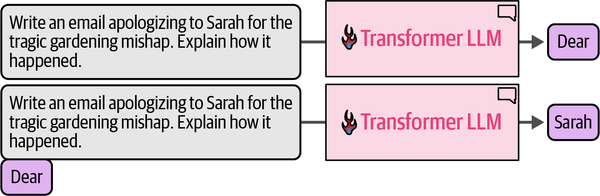 Write an email apologizing to Sarah for the
tragic gardening mishap. Explain how it
happened.
Transformer LLM
Dear
Write an email apologizing to Sarah for the
tragic gardening mishap. Explain how it
happened.
Transformer LLM
Sarah
Dear